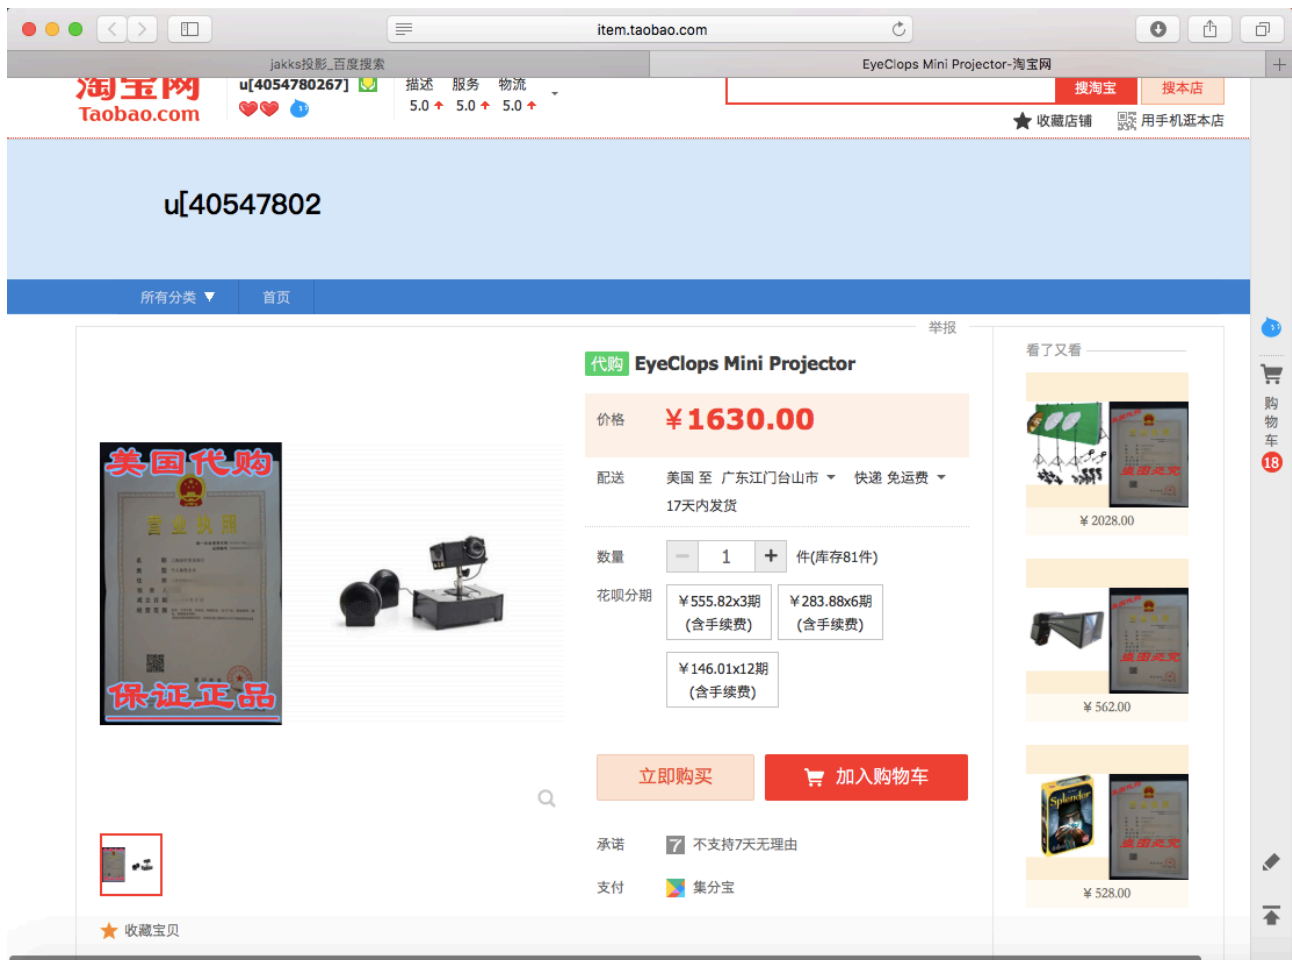 item.taobao.com
jakks投影_百度搜索
EyeClops Mini Projector-淘宝网
淘宝网
Taobao.com
u[4054780267]
描述 服务 物流
5.0 5.0 5.0
搜淘宝
搜本店
收藏店铺
用手机逛本店
u[40547802
所有分类 ▼
首页
举报
代购 EyeClops Mini Projector
价格 ¥1630.00
配送 美国 至 广东江门台山市 快递 免运费
17天内发货
数量 － 1 + 件(库存81件)
花呗分期
¥555.82x3期
(含手续费)
¥283.88x6期
(含手续费)
¥146.01x12期
(含手续费)
立即购买
加入购物车
承诺 7 不支持7天无理由
支付 集分宝
美国代购
营业执照
保证正品
收藏宝贝
看了又看
¥ 2028.00
¥ 562.00
Splendor
¥ 528.00
购
物
车
18